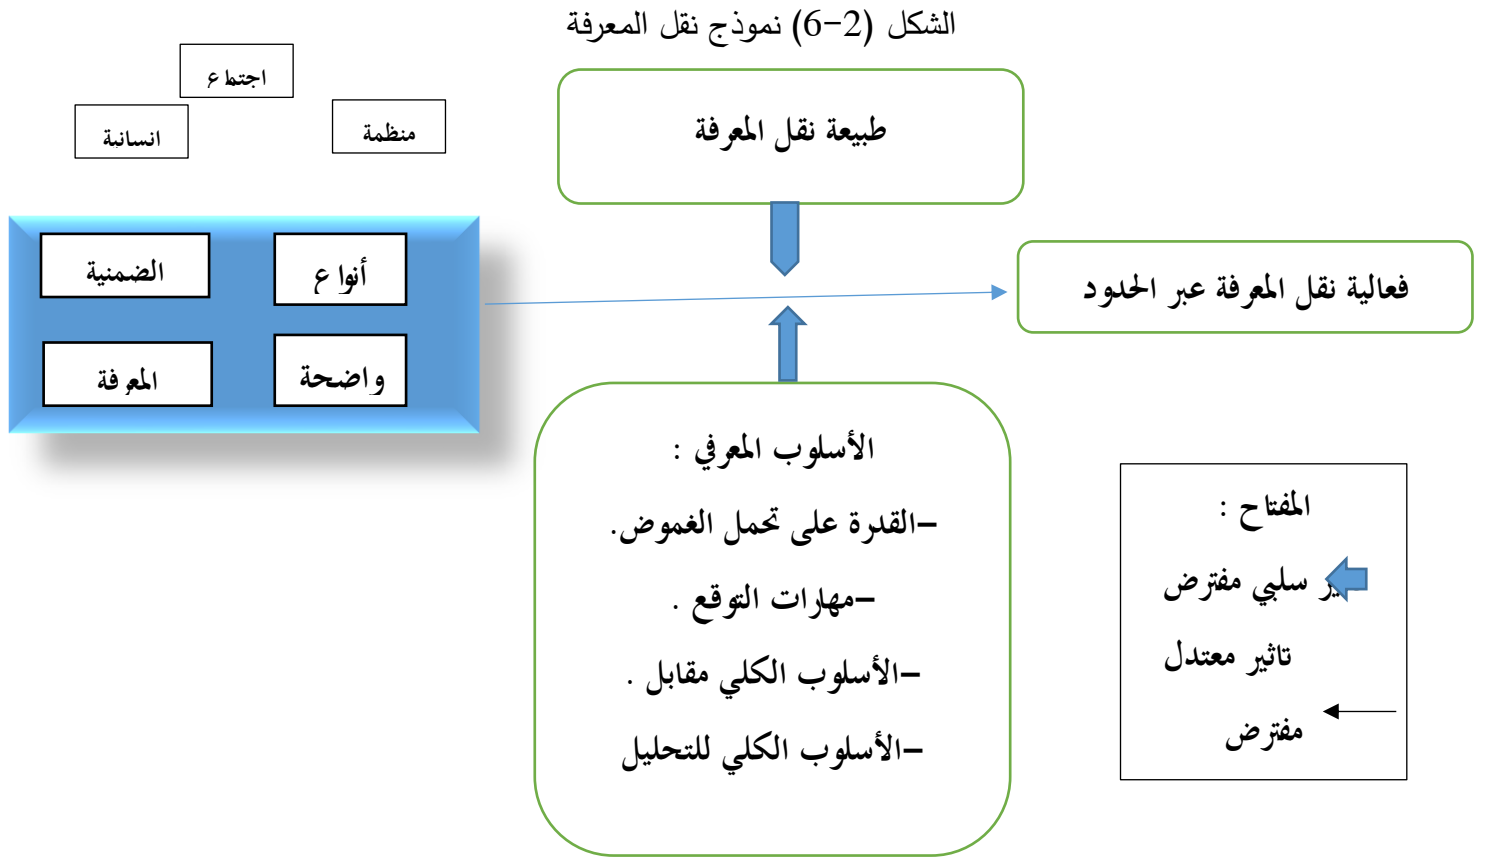 الشكل (2-6) نموذج نقل المعرفة
اجتماع
منظمة
انسانية
طبيعة نقل المعرفة
أنواع
الضمنية
واضحة
المعرفة
فعالية نقل المعرفة عبر الحدود
الأسلوب المعرفي :
-القدرة على تحمل الغموض.
-مهارات التوقع .
-الأسلوب الكلي مقابل .
-الأسلوب الكلي للتحليل
المفتاح :
سلبي مفترض
تاثير معتدل
مفترض